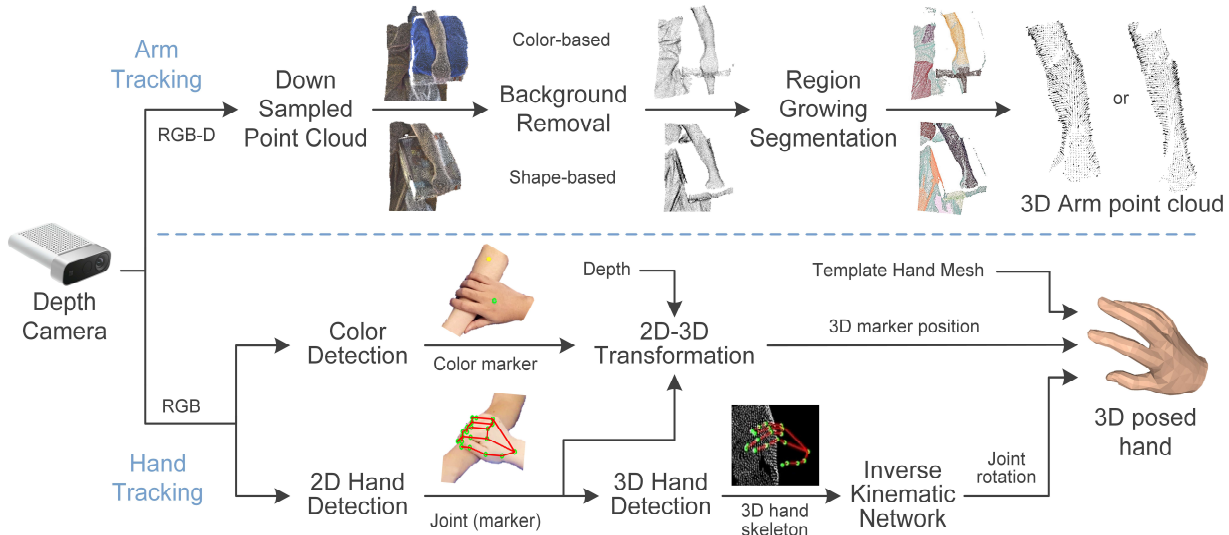 Arm
Tracking
RGB-D
Down
Sampled
Point Cloud
Color-based
Background
Removal
Shape-based
Region
Growing
Segmentation
or
3D Arm point cloud
Depth
Camera
RGB
Hand
Tracking
Color
Detection
Color marker
Depth
2D-3D
Transformation
Template Hand Mesh
3D marker position
2D Hand
Detection
Joint (marker)
3D Hand
Detection
3D hand
skeleton
Inverse
Kinematic
Network
Joint
rotation
3D posed
hand